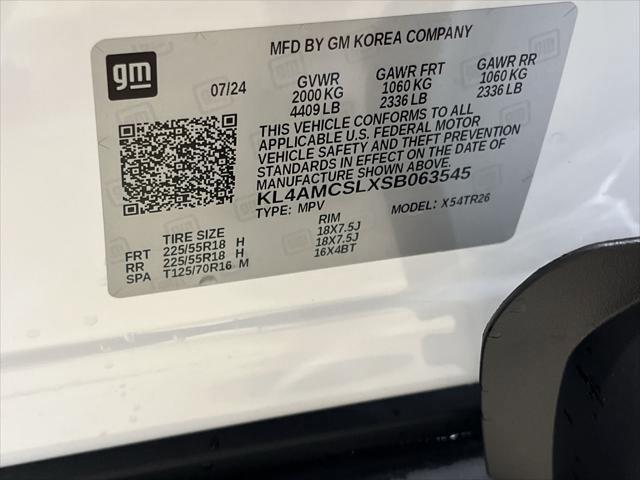 gm
MFD BY GM KOREA COMPANY
07/24 GVWR GAWR FRT GAWR RR
2000 KG 1060 KG 1060 KG
4409 LB 2336 LB 2336 LB
THIS VEHICLE CONFORMS TO ALL
APPLICABLE U.S. FEDERAL MOTOR
VEHICLE SAFETY AND THEFT PREVENTION
STANDARDS IN EFFECT ON THE DATE OF
MANUFACTURE SHOWN ABOVE.
KL4AMCSLXSB063545
TYPE: MPV MODEL: X54TR26
TIRE SIZE RIM
FRT 225/55R18 H 18X7.5J
RR 225/55R18 H 18X7.5J
SPA T125/70R16 M 16X4BT